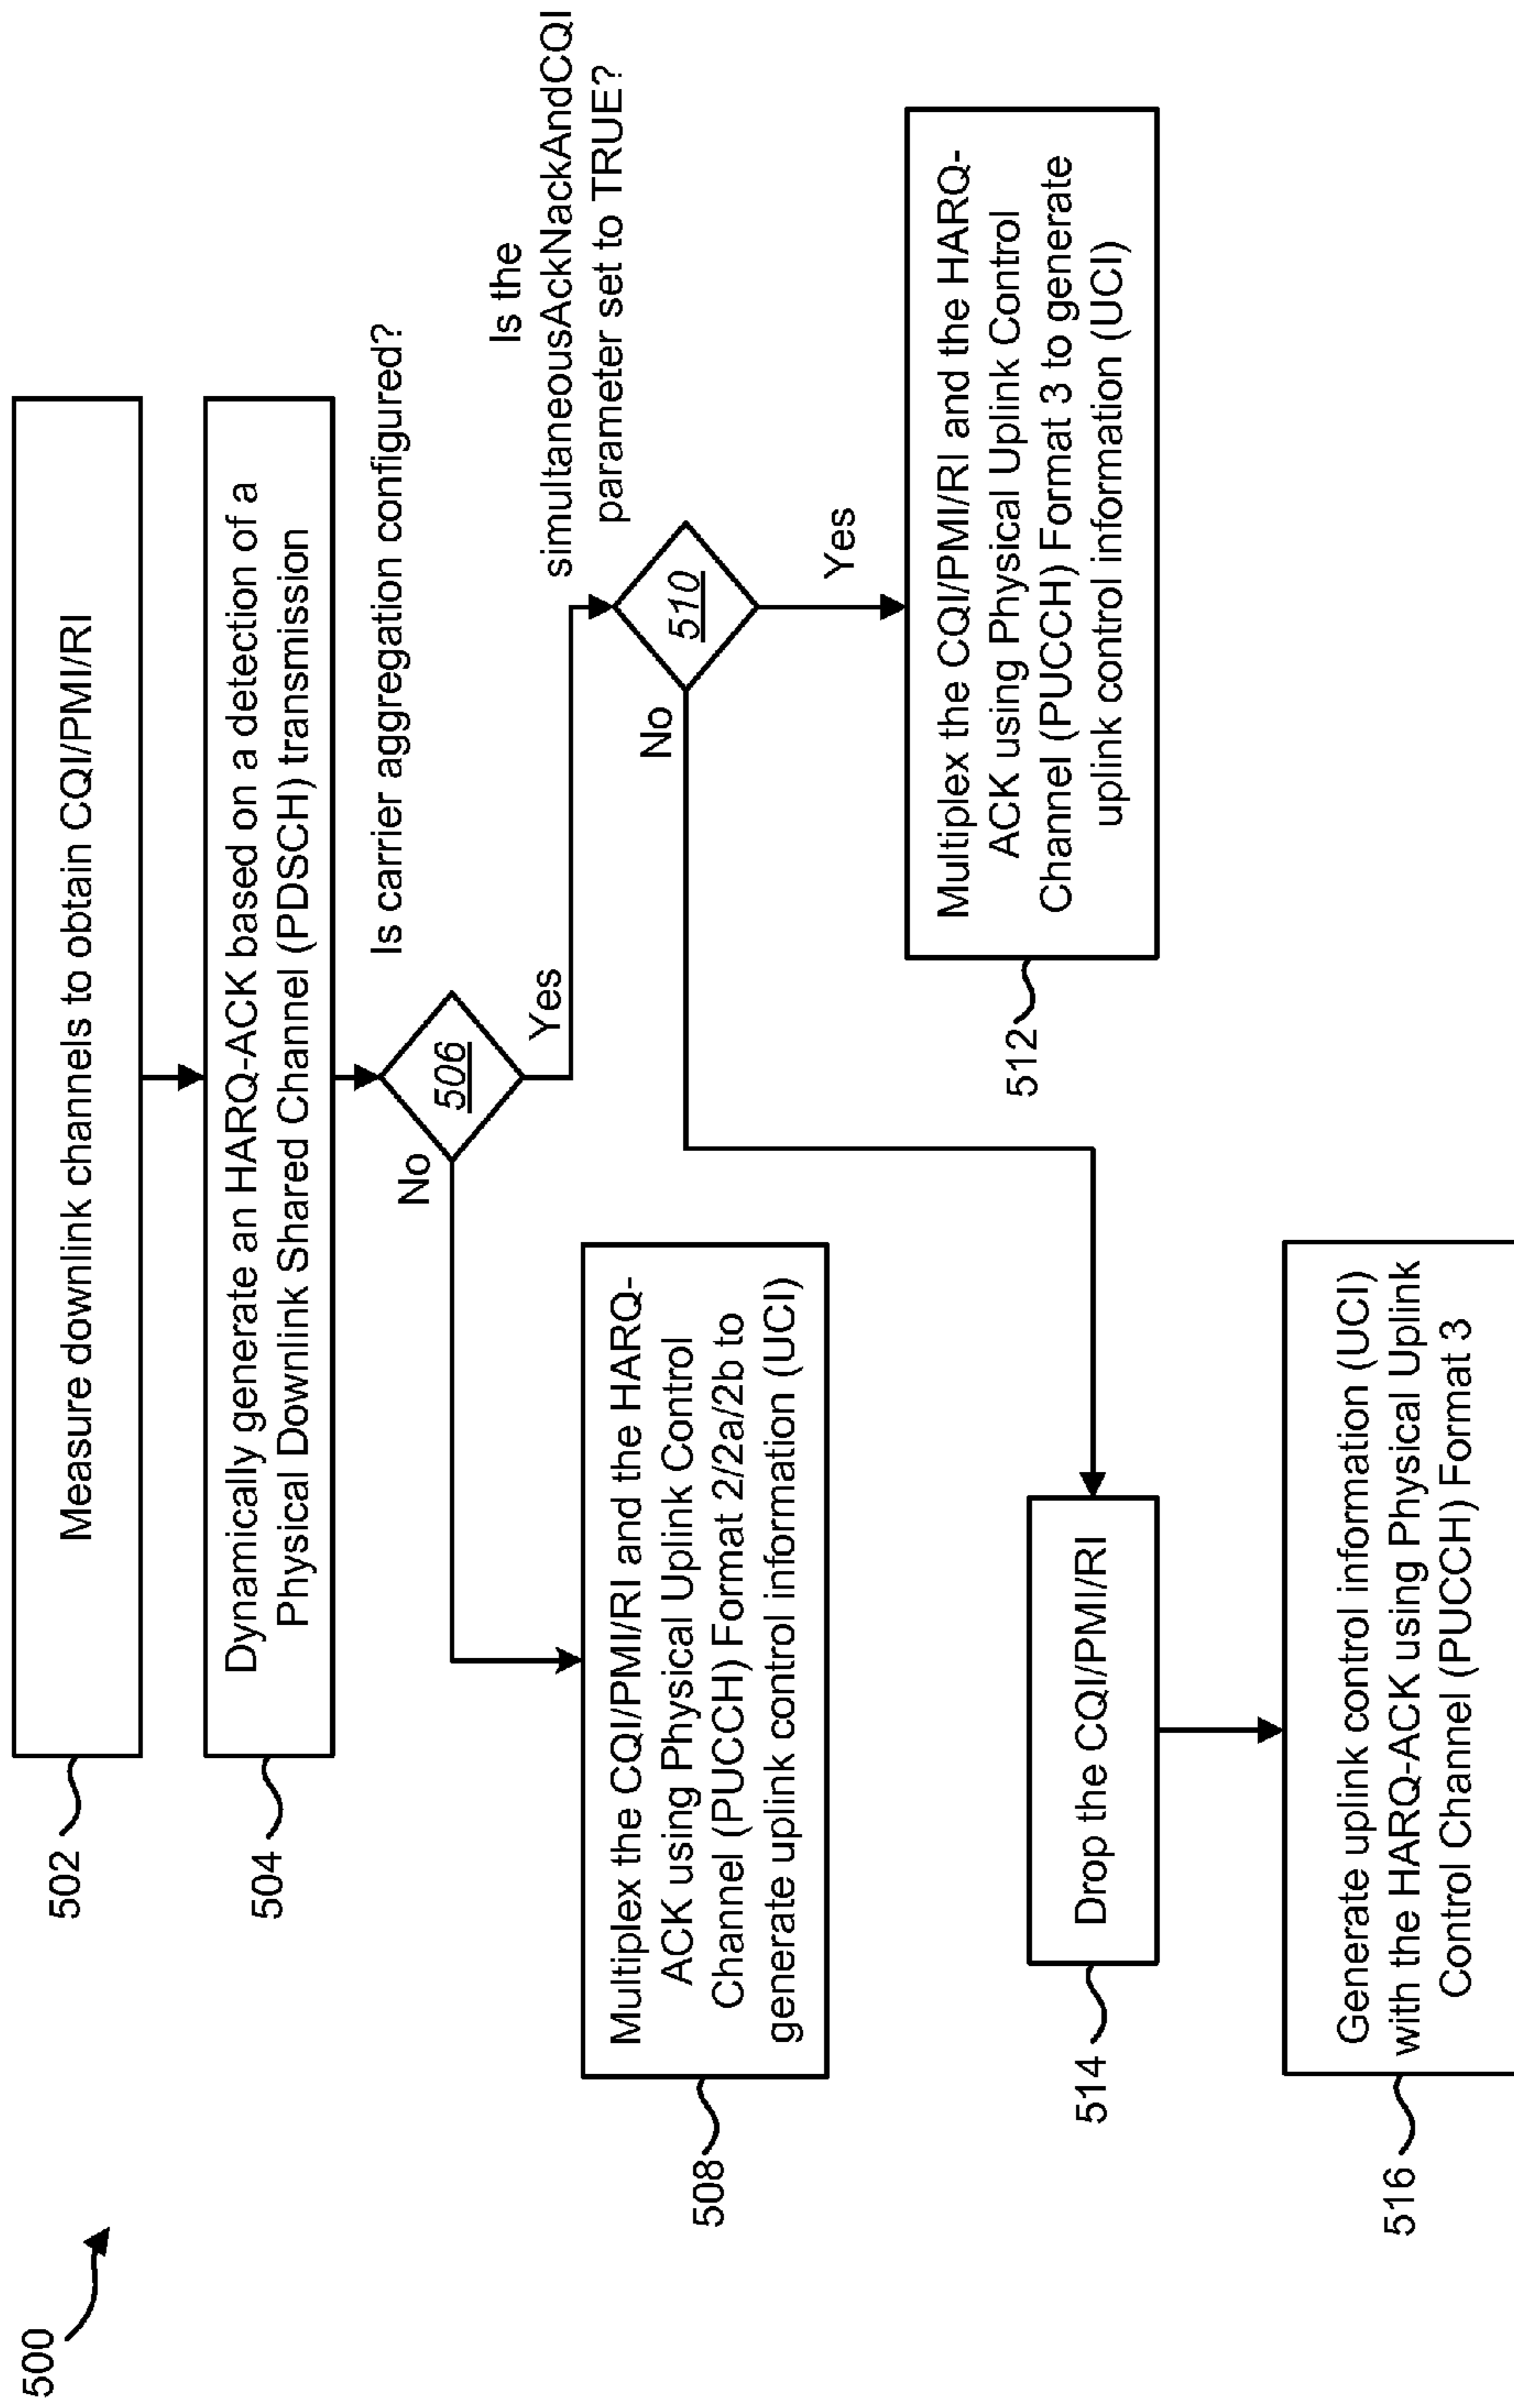 500
502
Measure downlink channels to obtain CQI/PMI/RI
504
Dynamically generate an HARQ-ACK based on a detection of a
Physical Downlink Shared Channel (PDSCH) transmission
Is carrier aggregation configured?
506
No
Yes
Is the
simultaneousAckNackAndCQI
parameter set to TRUE?
510
No
Yes
508
Multiplex the CQI/PMI/RI and the HARQ-
ACK using Physical Uplink Control
Channel (PUCCH) Format 2/2a/2b to
generate uplink control information (UCI)
512
Multiplex the CQI/PMI/RI and the HARQ-
ACK using Physical Uplink Control
Channel (PUCCH) Format 3 to generate
uplink control information (UCI)
514
Drop the CQI/PMI/RI
516
Generate uplink control information (UCI)
with the HARQ-ACK using Physical Uplink
Control Channel (PUCCH) Format 3